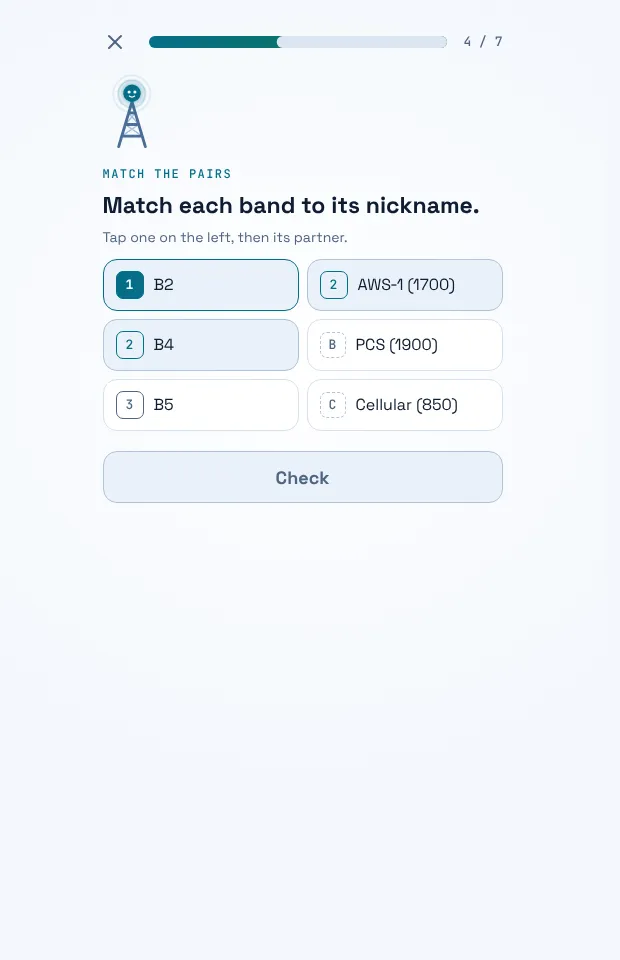 4 / 7
MATCH THE PAIRS
Match each band to its nickname.
Tap one on the left, then its partner.
1 B2
2 AWS-1 (1700)
2 B4
B PCS (1900)
3 B5
C Cellular (850)
Check